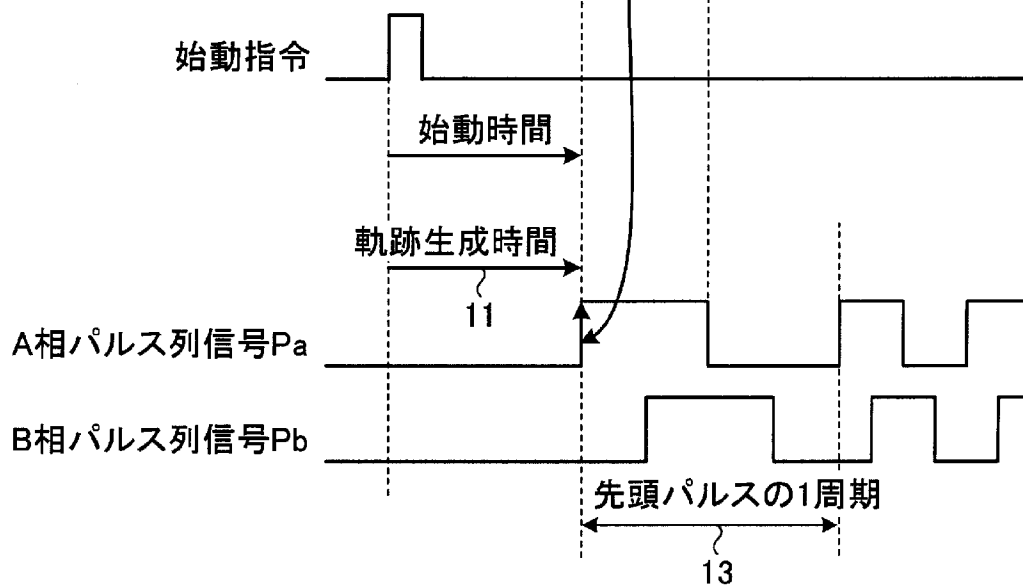 始動指令
始動時間
軌跡生成時間
11
A相パルス列信号Pa
B相パルス列信号Pb
先頭パルスの1周期
13